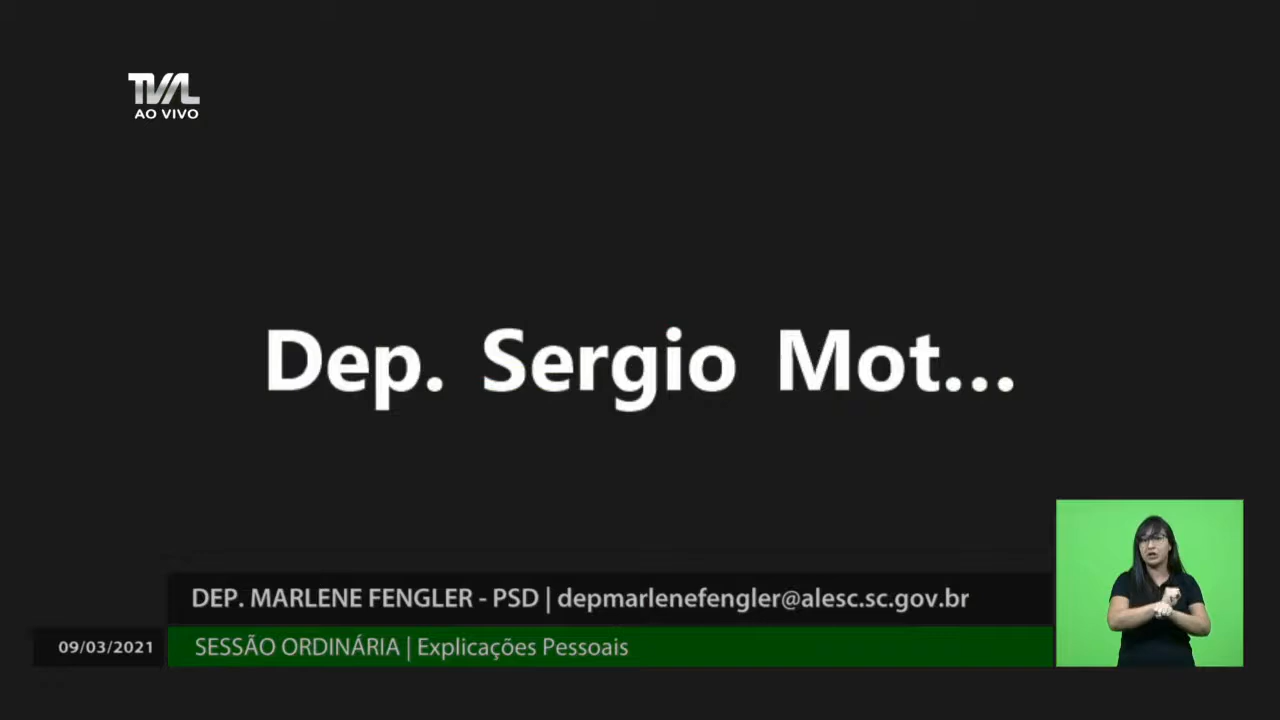 TVAL
AO VIVO
Dep. Sergio Mot...
DEP. MARLENE FENGLER - PSD | depmarlenefengler@alesc.sc.gov.br
09/03/2021
SESSÃO ORDINÁRIA | Explicações Pessoais